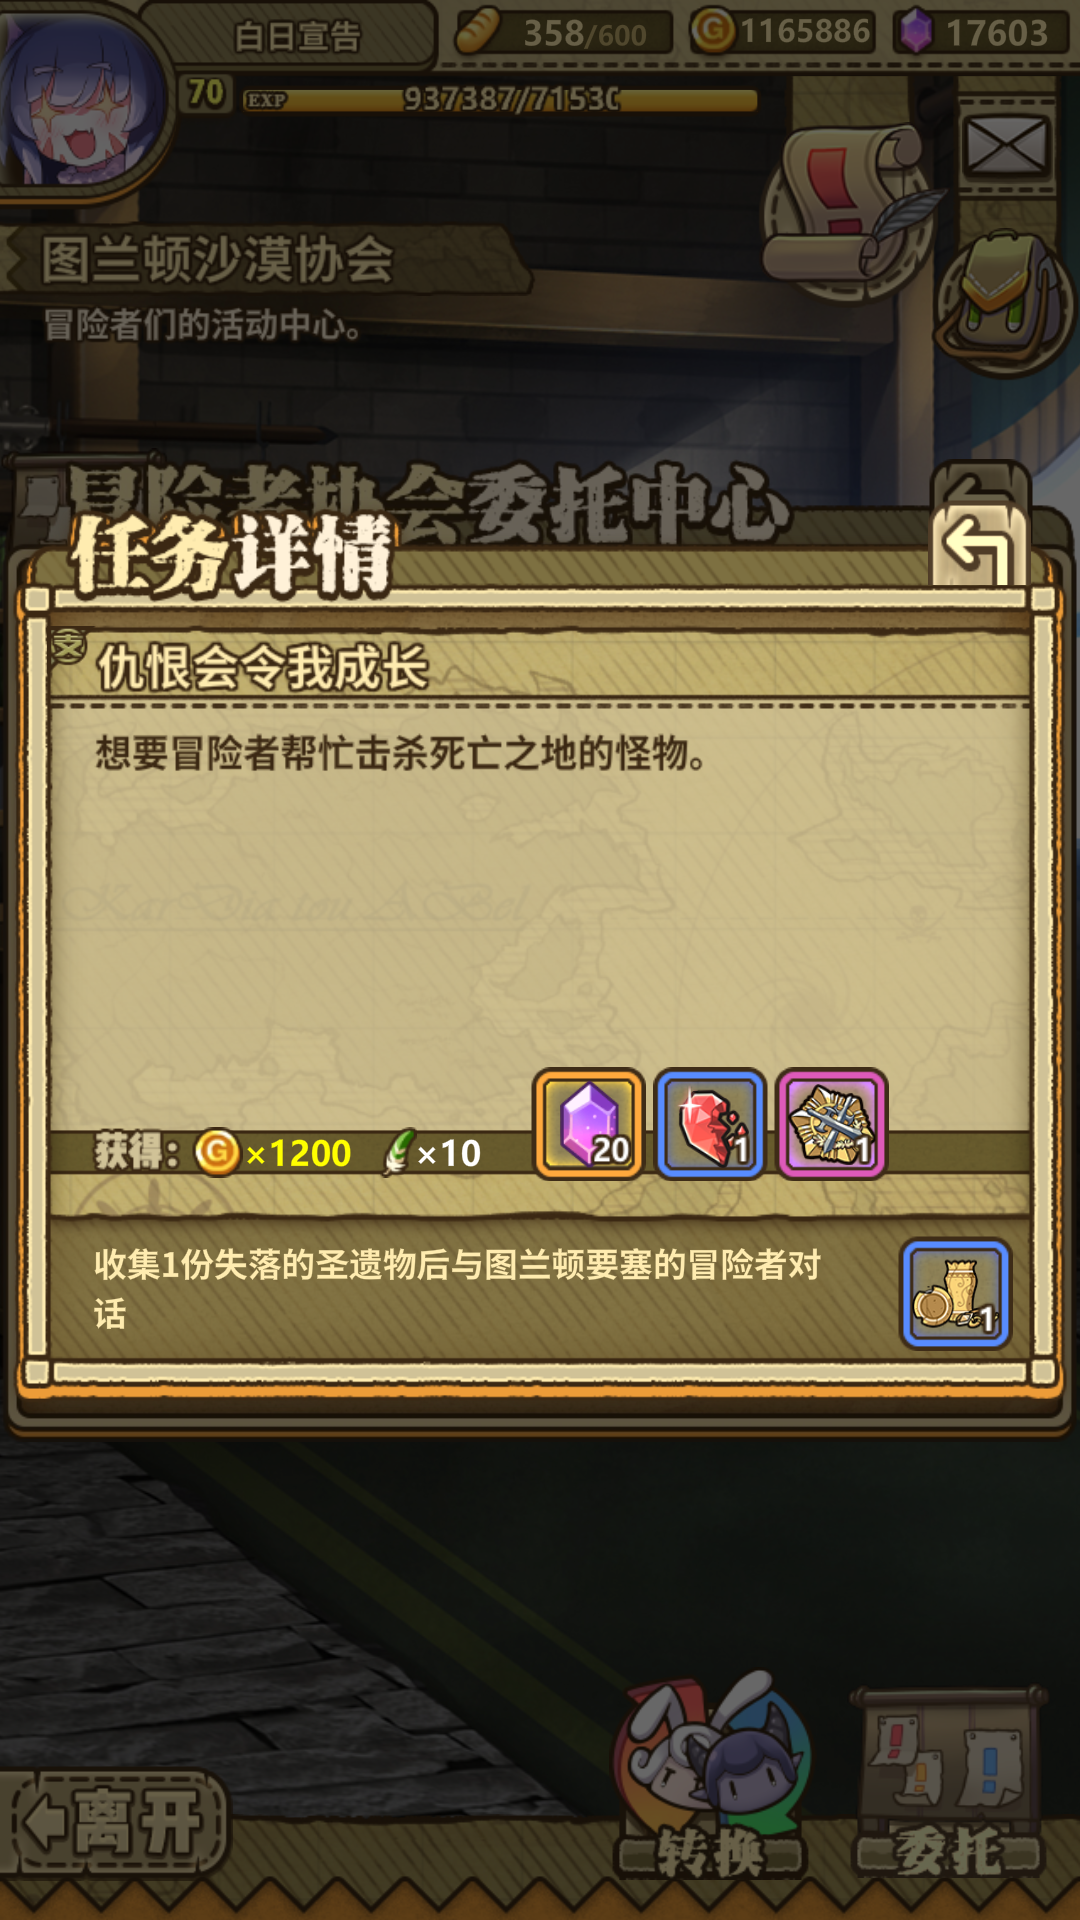 白日宣告
358/600
1165886
17603
70
EXP
937387/71530
图兰顿沙漠协会
冒险者们的活动中心。
冒险者协会委托中心
任务详情
支
仇恨会令我成长
想要冒险者帮忙击杀死亡之地的怪物。
获得：
×1200
×10
20
1
1
收集1份失落的圣遗物后与图兰顿要塞的冒险者对
话
1
离开
转换
委托